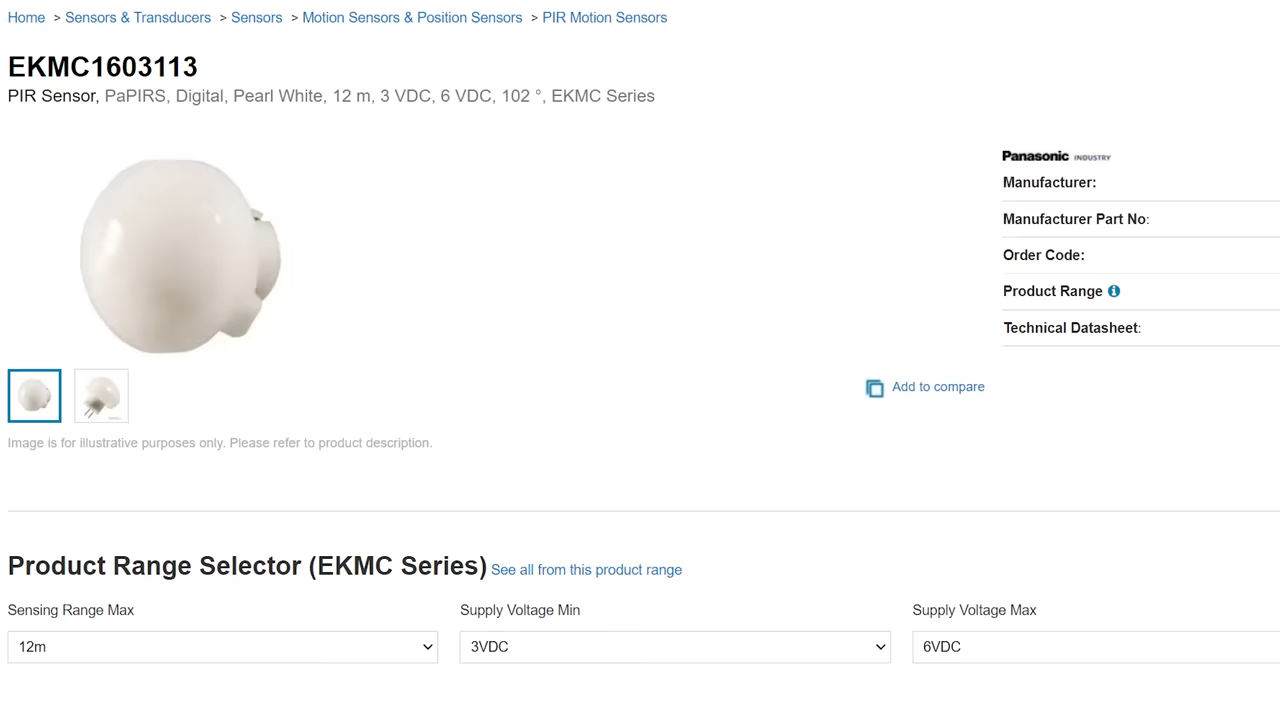 Home > Sensors & Transducers > Sensors > Motion Sensors & Position Sensors > PIR Motion Sensors
EKMC1603113
PIR Sensor, PaPIRS, Digital, Pearl White, 12 m, 3 VDC, 6 VDC, 102 °, EKMC Series
Panasonic INDUSTRY
Manufacturer:
Manufacturer Part No:
Order Code:
Product Range
Technical Datasheet:
Add to compare
Image is for illustrative purposes only. Please refer to product description.
Product Range Selector (EKMC Series) See all from this product range
Sensing Range Max
Supply Voltage Min
Supply Voltage Max
12m
3VDC
6VDC